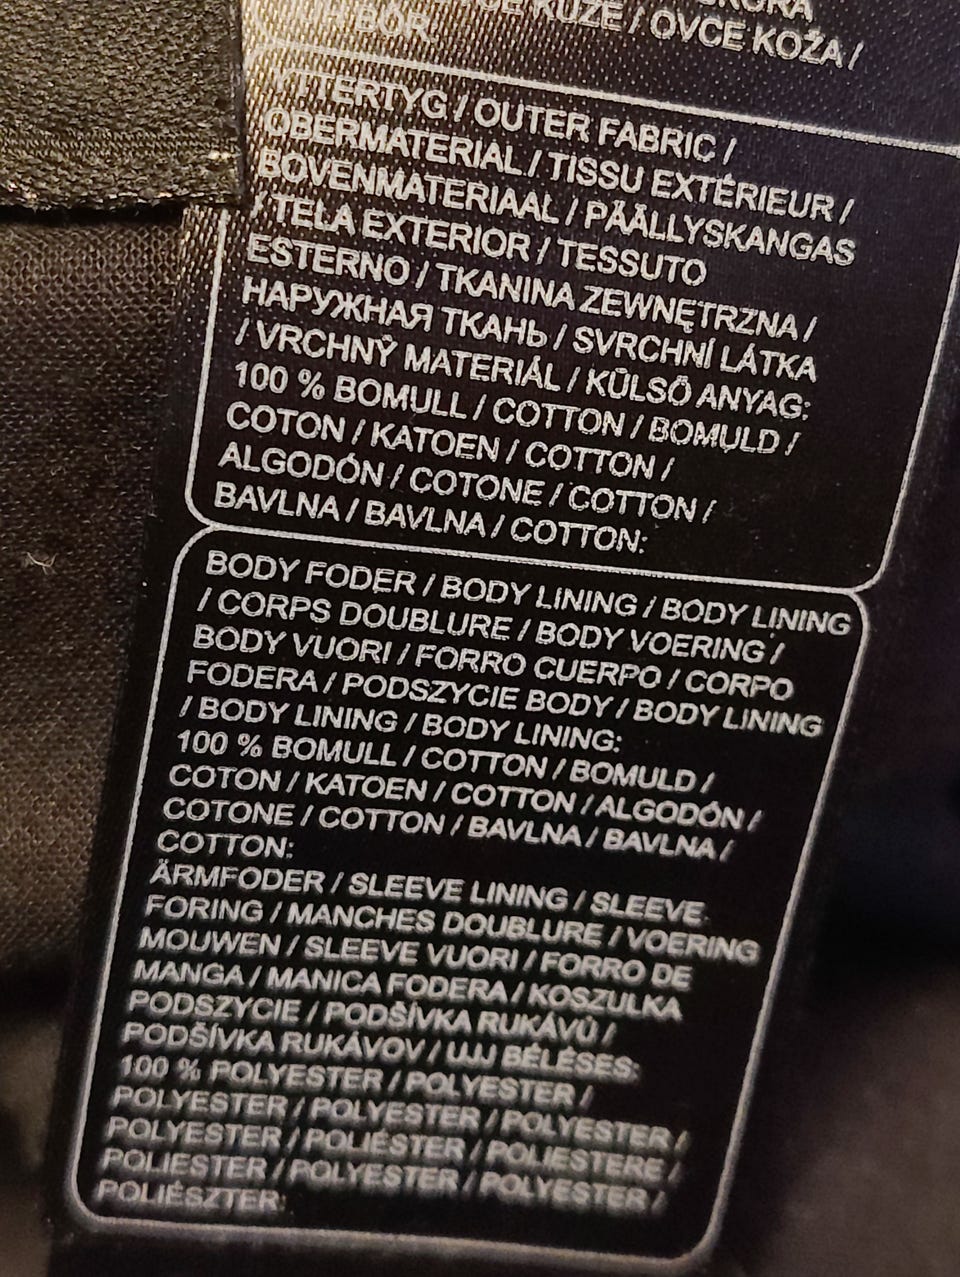 OVCE KOŽA /
BŐR
YTTERTYG / OUTER FABRIC /
OBERMATERIAL / TISSU EXTÉRIEUR /
BOVENMATERIAAL / PÄÄLLYSKANGAS
/ TELA EXTERIOR / TESSUTO
ESTERNO / TKANINA ZEWNĘTRZNA /
НАРУЖНАЯ ТКАНЬ / SVRCHNÍ LÁTKA
/ VRCHNÝ MATERIÁL / KÜLSŐ ANYAG:
100 % BOMULL / COTTON / BOMULD /
COTON / KATOEN / COTTON /
ALGODÓN / COTONE / COTTON /
BAVLNA / BAVLNA / COTTON:
BODY FODER / BODY LINING / BODY LINING
/ CORPS DOUBLURE / BODY VOERING /
BODY VUORI / FORRO CUERPO / CORPO
FODERA / PODSZYCIE BODY / BODY LINING
/ BODY LINING / BODY LINING:
100 % BOMULL / COTTON / BOMULD /
COTON / KATOEN / COTTON / ALGODÓN /
COTONE / COTTON / BAVLNA / BAVLNA /
COTTON:
ÄRMFODER / SLEEVE LINING / SLEEVE
FORING / MANCHES DOUBLURE / VOERING
MOUWEN / SLEEVE VUORI / FORRO DE
MANGA / MANICA FODERA / KOSZULKA
PODSZYCIE / PODŠÍVKA RUKÁVŮ /
PODŠÍVKA RUKÁVOV / UJJ BÉLÉSES:
100 % POLYESTER / POLYESTER /
POLYESTER / POLYESTER / POLYESTER /
POLYESTER / POLIÉSTER / POLIESTERE /
POLIESTER / POLYESTER / POLYESTER /
POLIÉSZTER: